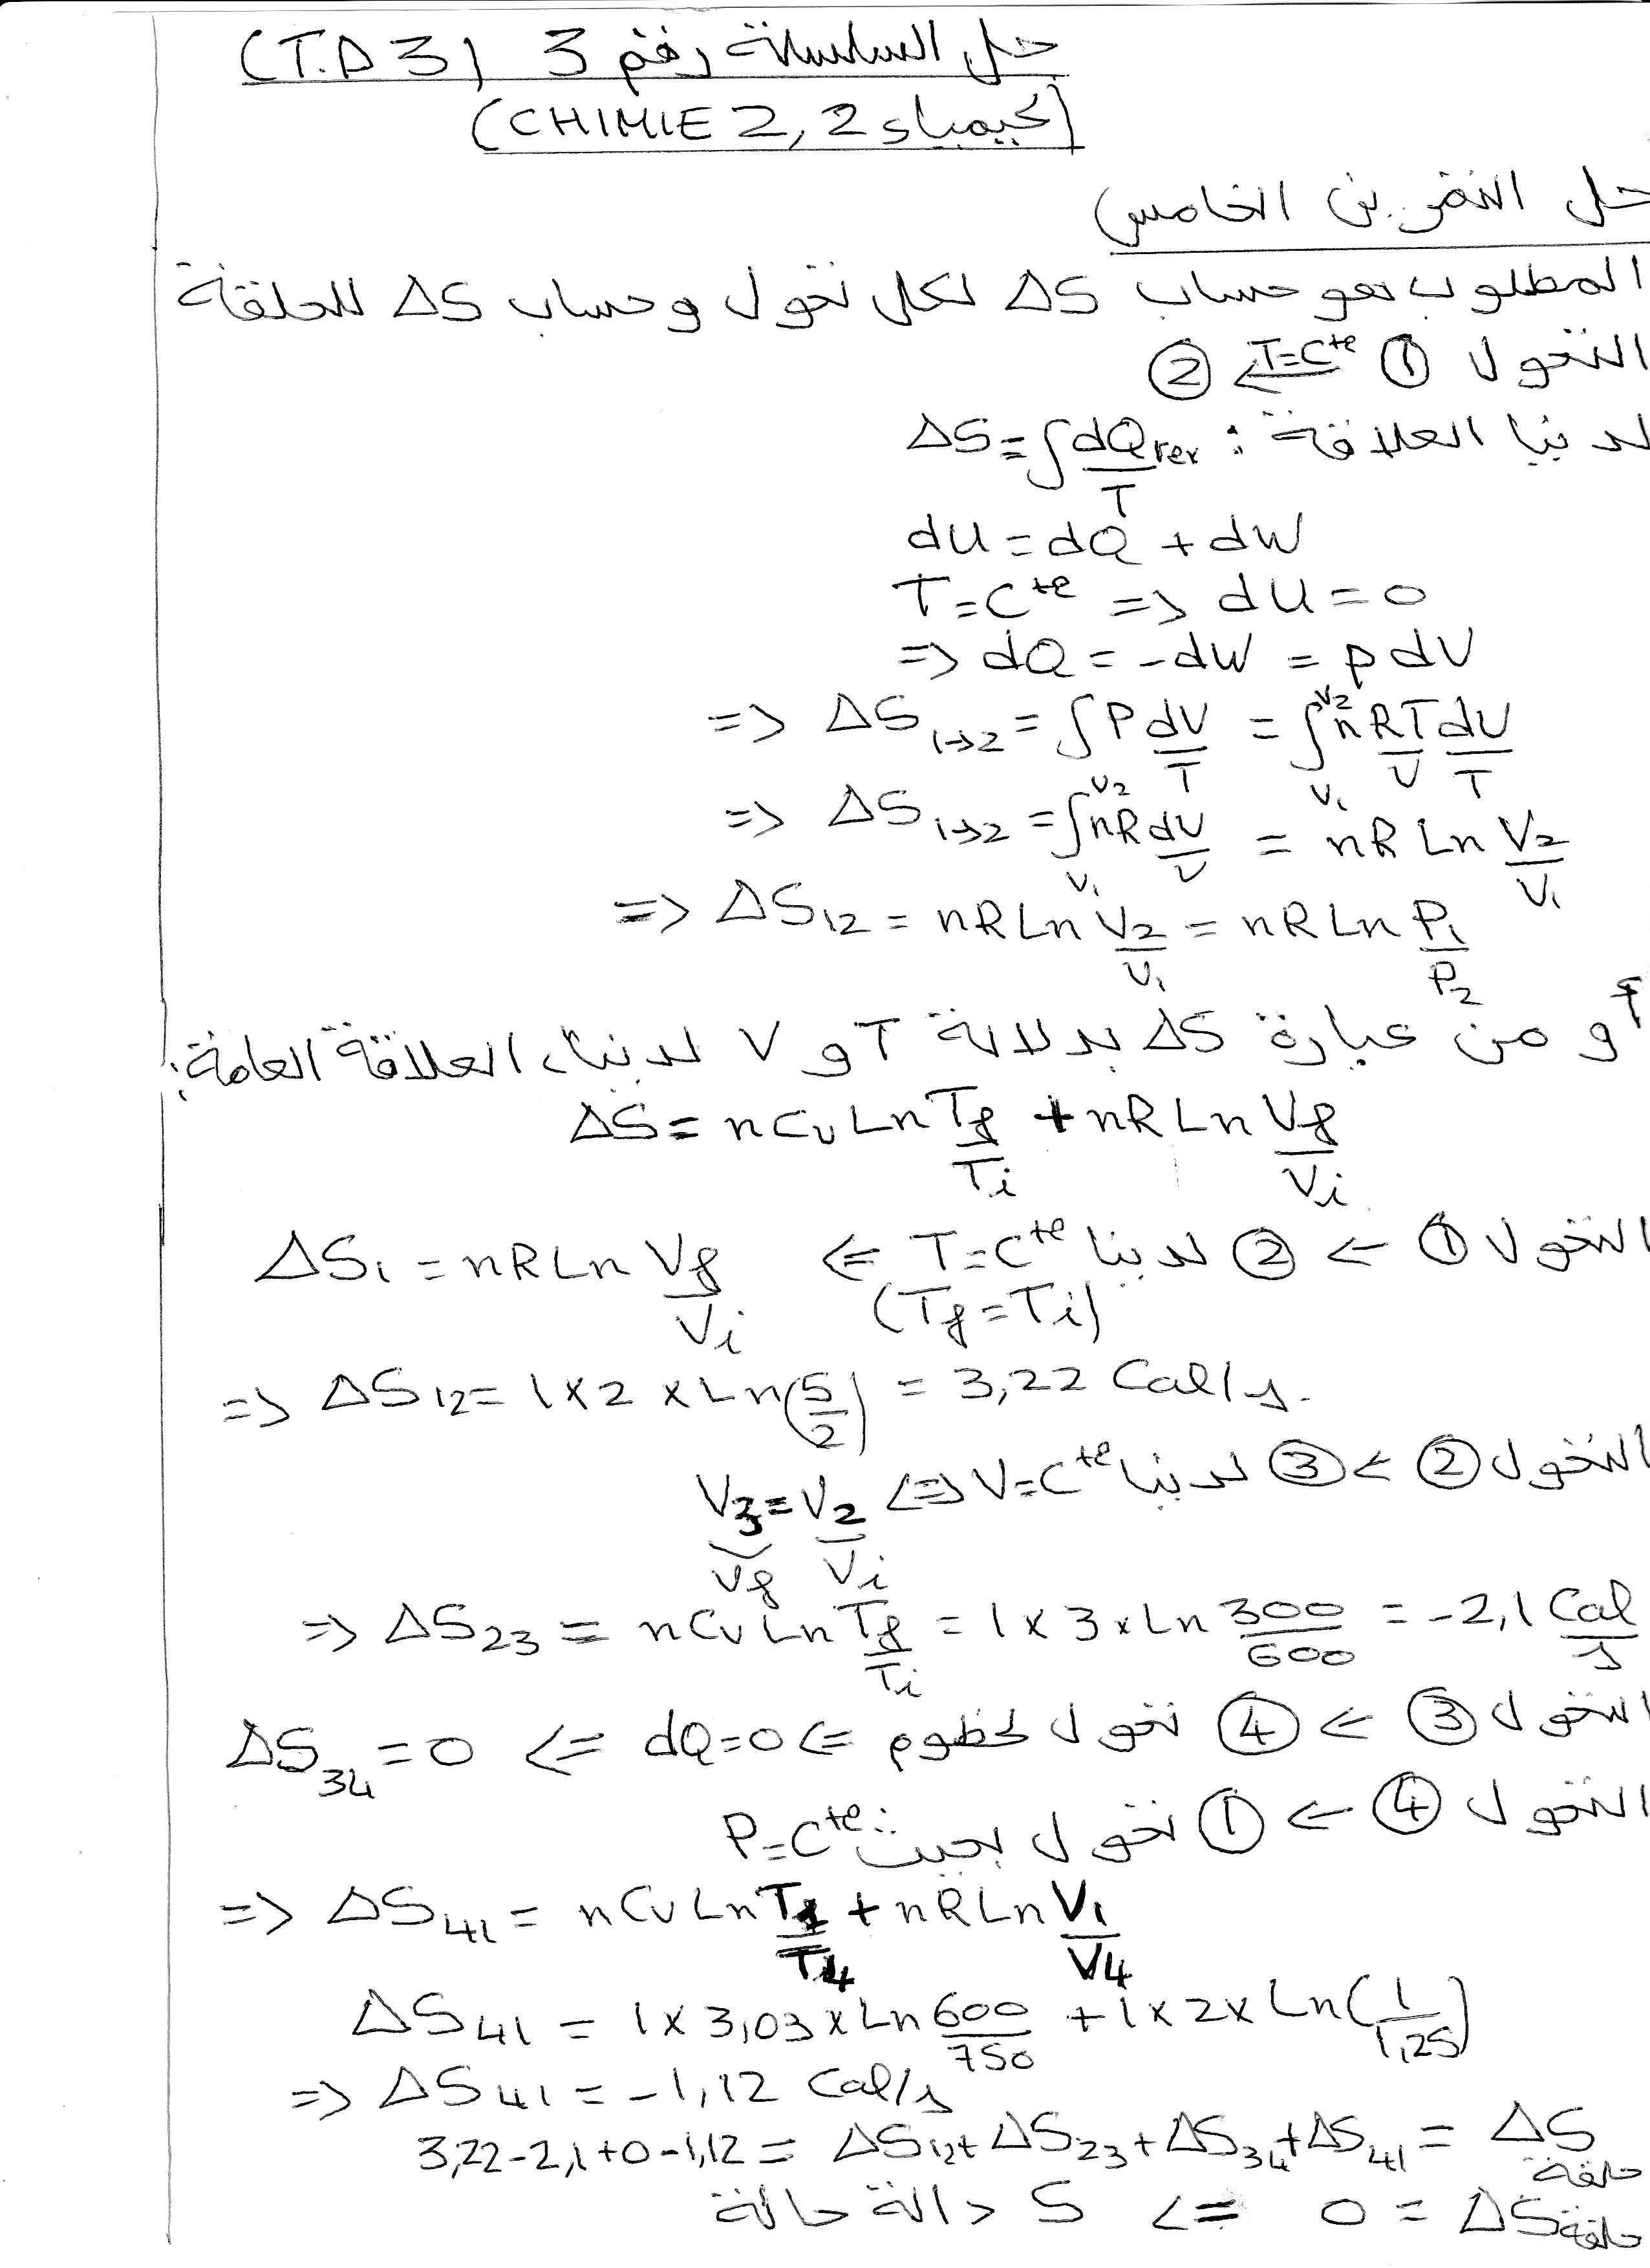 حل السلسلة رقم 3 (T.D 3)
(كيمياء 2, CHIMIE 2)
حل التمرين الخامس
المطلوب هو حساب ΔS لكل تحول وحساب ΔS للحلقة
التحول ① T=Cte → ②
لدينا العلاقة : ΔS = ∫ dQrev / T
dU = dQ + dW
T = Cte => dU = 0
=> dQ = -dW = pdV
=> ΔS1→2 = ∫ P dV/T = ∫V1V2 nRT/V dV/T
=> ΔS1→2 = ∫V1V2 nR dV/V = nR Ln V2/V1
=> ΔS12 = nR Ln V2/V1 = nR Ln P1/P2
أو من عبارة ΔS بدلالة T و V لدينا العلاقة العامة:
ΔS = nCv Ln Tf/Ti + nR Ln Vf/Vi
التحول ① → ② لدينا T=Cte => ΔS1 = nR Ln Vf/Vi
(Tf = Ti)
=> ΔS12 = 1 x 2 x Ln(5/2) = 3,22 Cal/
التحول ② → ③ لدينا V=Cte <=> V3 = V2
Vf Vi
=> ΔS23 = nCv Ln Tf/Ti = 1 x 3 x Ln 300/600 = -2,1 Cal/
التحول ③ → ④ تحول كظوم => dQ=0 => ΔS34 = 0
التحول ④ → ① تحول بحيث: P=Cte
=> ΔS41 = nCv Ln T1/T4 + nR Ln V1/V4
ΔS41 = 1 x 3,03 x Ln 600/750 + 1 x 2 x Ln(1/1,25)
=> ΔS41 = -1,12 Cal/
ΔS حلقة = ΔS12 + ΔS23 + ΔS34 + ΔS41 = 3,22 - 2,1 + 0 - 1,12
ΔS حلقة = 0 => S دالة حالة